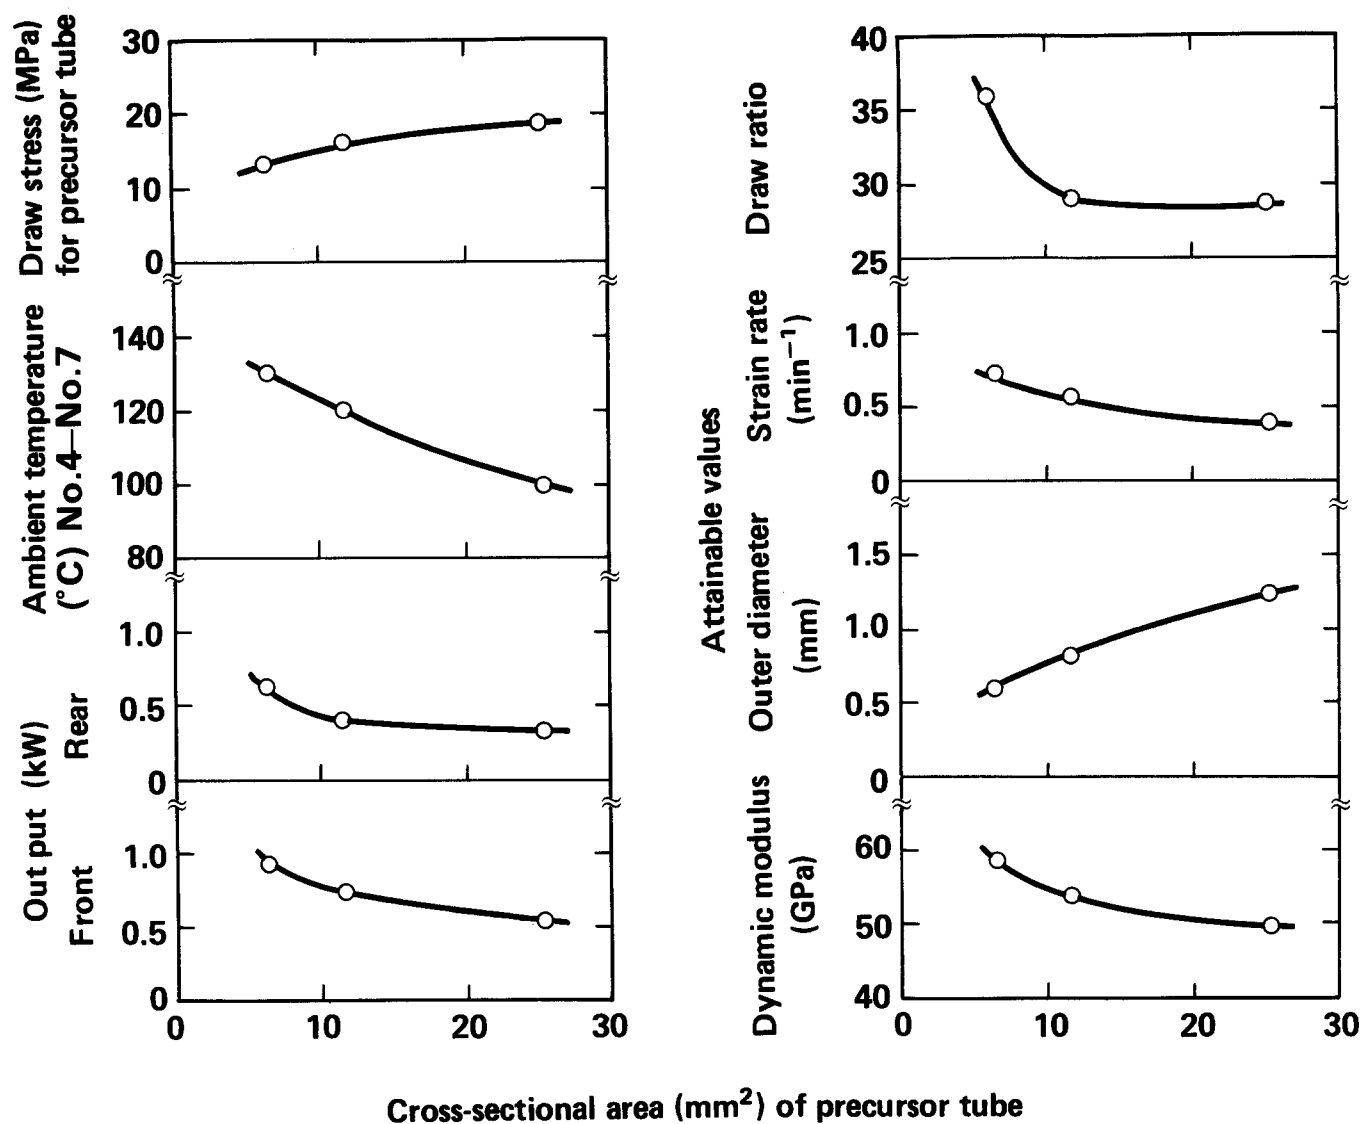 Draw stress (MPa)
for precursor tube
30
20
10
0
Ambient temperature
(°C) No.4–No.7
140
120
100
80
Out put (kW)
Rear
1.0
0.5
0
Front
1.0
0.5
0
0 10 20 30
Attainable values
Draw ratio
40
35
30
25
Strain rate
(min⁻¹)
1.0
0.5
0
Outer diameter
(mm)
1.5
1.0
0.5
0
Dynamic modulus
(GPa)
60
50
40
0 10 20 30
Cross-sectional area (mm²) of precursor tube